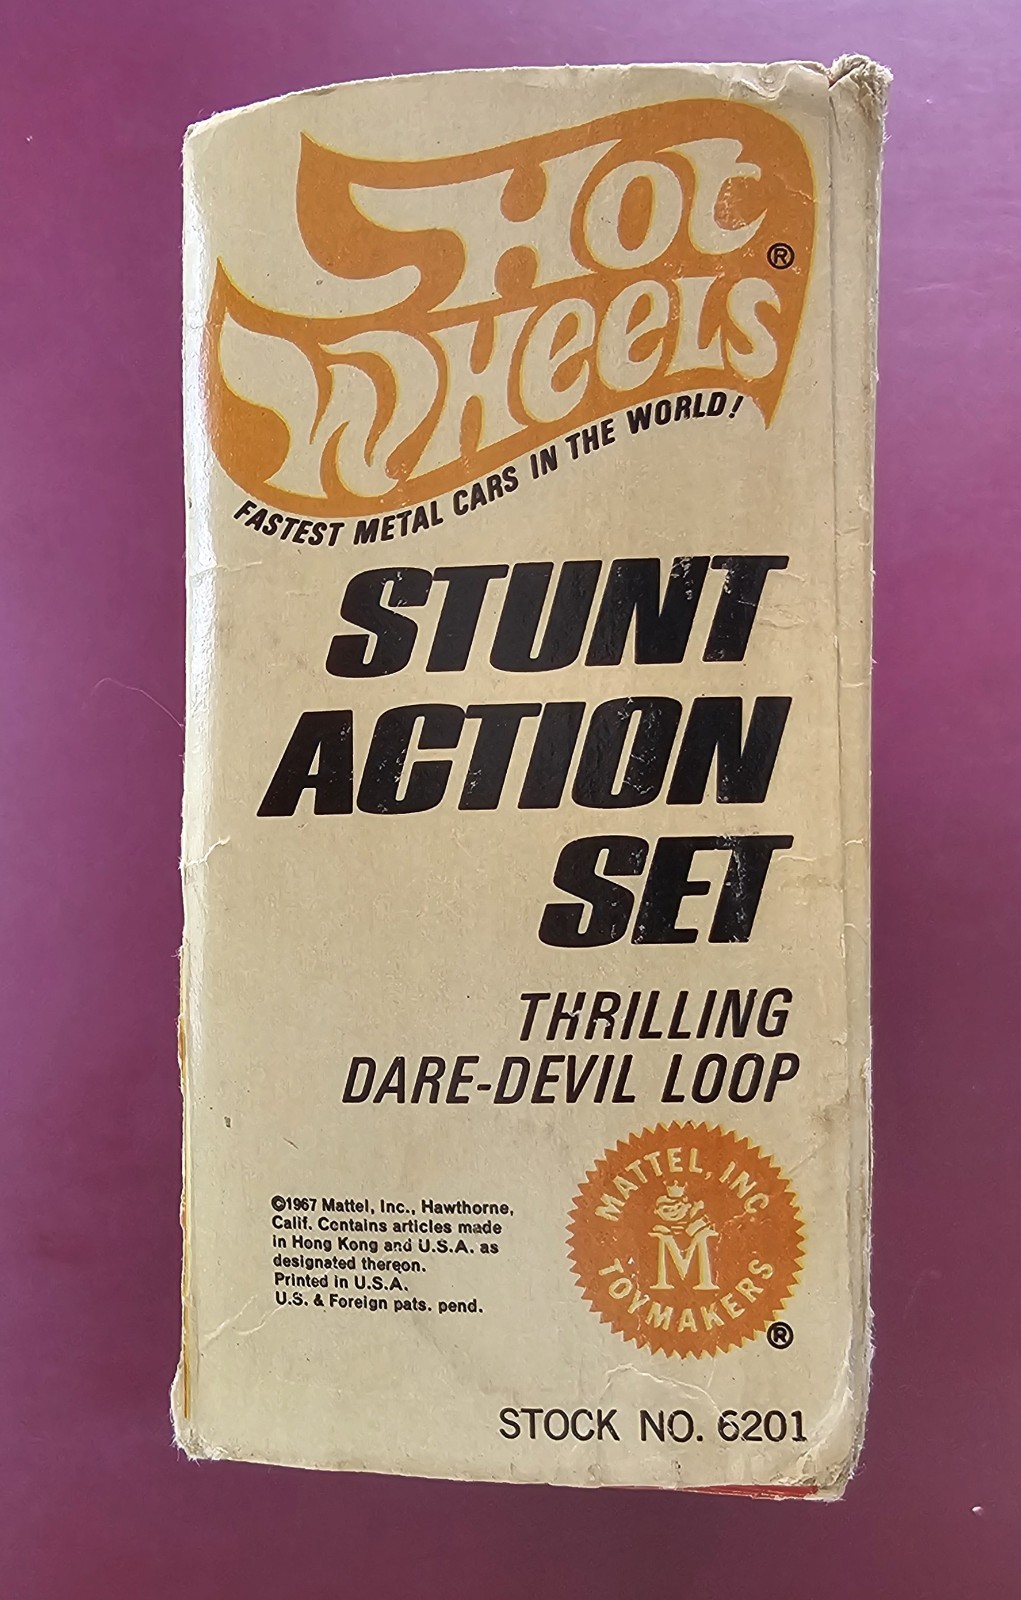 Hot
Wheels®
FASTEST METAL CARS IN THE WORLD!
STUNT
ACTION
SET
THRILLING
DARE-DEVIL LOOP
©1967 Mattel, Inc., Hawthorne,
Calif. Contains articles made
in Hong Kong and U.S.A. as
designated thereon.
Printed in U.S.A.
U.S. & Foreign pats. pend.
MATTEL, INC
M
TOYMAKERS
®
STOCK NO. 6201